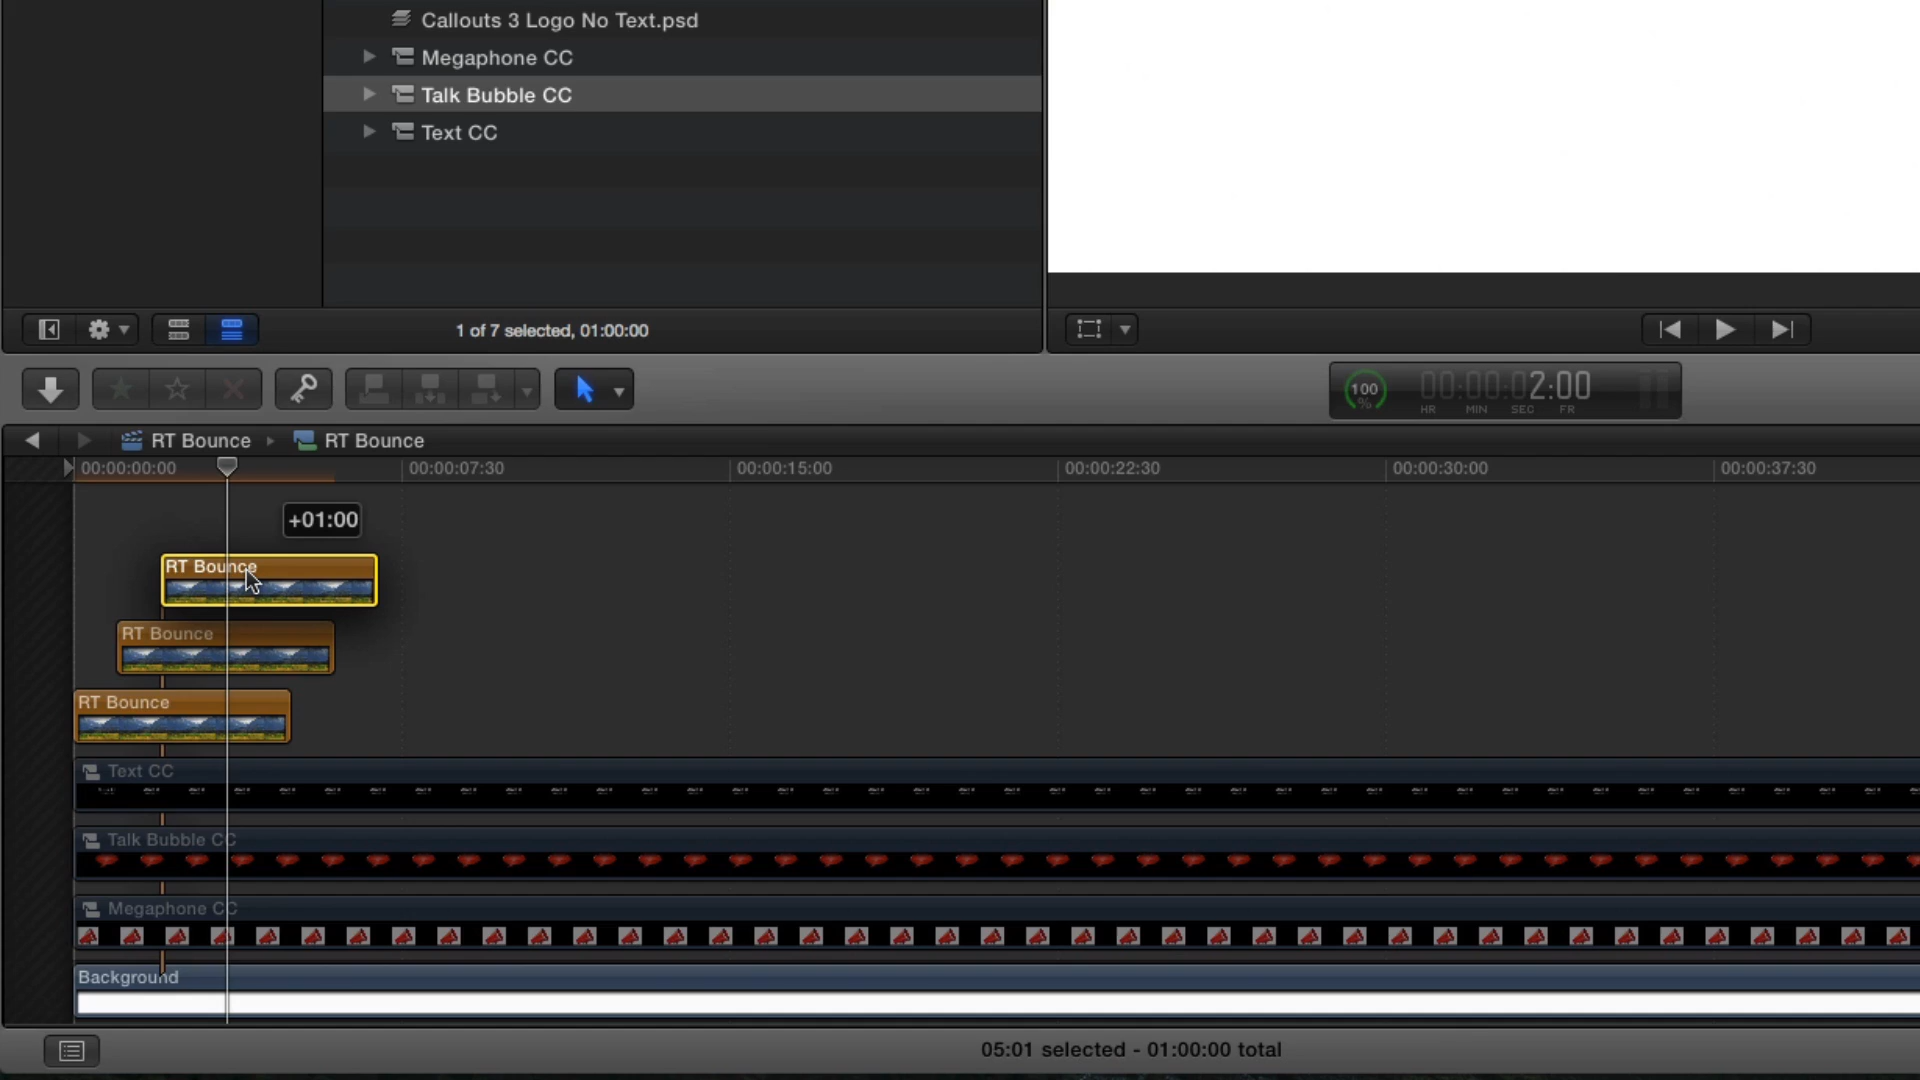 Callouts 3 Logo No Text.psd
Megaphone CC
Talk Bubble CC
Text CC
1 of 7 selected, 01:00:00
100
%
00:00:02:00
HR MIN SEC FR
RT Bounce RT Bounce
00:00:00:00 00:00:07:30 00:00:15:00 00:00:22:30 00:00:30:00 00:00:37:30
+01:00
RT Bounce
RT Bounce
RT Bounce
Text CC
Talk Bubble CC
Megaphone CC
Background
05:01 selected - 01:00:00 total